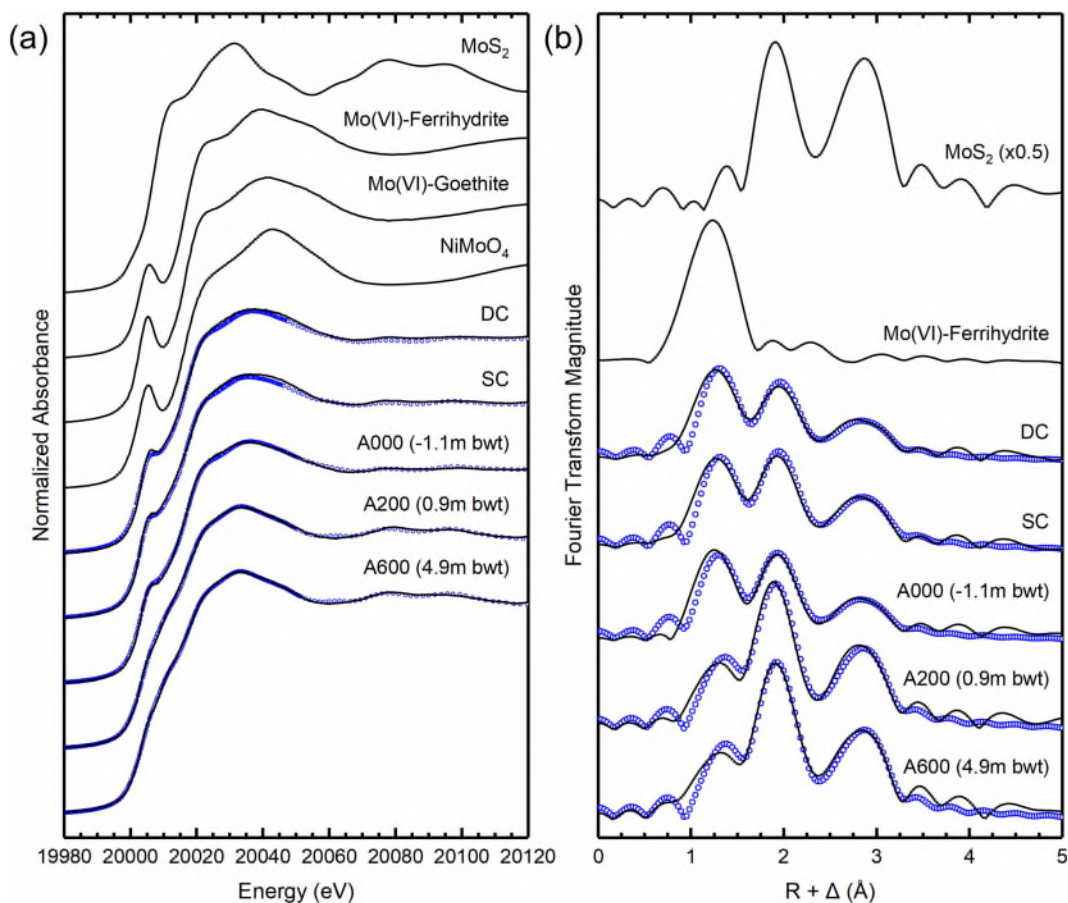 (a)
MoS2
Mo(VI)-Ferrihydrite
Mo(VI)-Goethite
NiMoO4
DC
SC
A000 (-1.1m bwt)
A200 (0.9m bwt)
A600 (4.9m bwt)
Normalized Absorbance
19980 20000 20020 20040 20060 20080 20100 20120
Energy (eV)
(b)
MoS2 (x0.5)
Mo(VI)-Ferrihydrite
DC
SC
A000 (-1.1m bwt)
A200 (0.9m bwt)
A600 (4.9m bwt)
Fourier Transform Magnitude
0 1 2 3 4 5
R + Δ (Å)